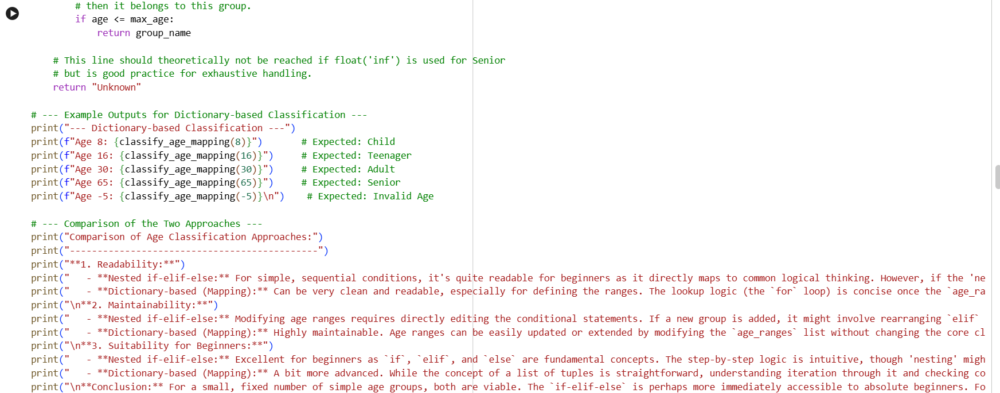 # then it belongs to this group.
if age <= max_age:
return group_name
# This line should theoretically not be reached if float('inf') is used for Senior
# but is good practice for exhaustive handling.
return "Unknown"
# --- Example Outputs for Dictionary-based Classification ---
print("--- Dictionary-based Classification ---")
print(f"Age 8: {classify_age_mapping(8)}")       # Expected: Child
print(f"Age 16: {classify_age_mapping(16)}")     # Expected: Teenager
print(f"Age 30: {classify_age_mapping(30)}")     # Expected: Adult
print(f"Age 65: {classify_age_mapping(65)}")     # Expected: Senior
print(f"Age -5: {classify_age_mapping(-5)}\n")    # Expected: Invalid Age
# --- Comparison of the Two Approaches ---
print("Comparison of Age Classification Approaches:")
print("---------------------------------------------")
print("**1. Readability:**")
print("   - **Nested if-elif-else:** For simple, sequential conditions, it's quite readable for beginners as it directly maps to common logical thinking. However, if the 'ne
print("   - **Dictionary-based (Mapping):** Can be very clean and readable, especially for defining the ranges. The lookup logic (the `for` loop) is concise once the `age_ra
print("\n**2. Maintainability:**")
print("   - **Nested if-elif-else:** Modifying age ranges requires directly editing the conditional statements. If a new group is added, it might involve rearranging `elif`
print("   - **Dictionary-based (Mapping):** Highly maintainable. Age ranges can be easily updated or extended by modifying the `age_ranges` list without changing the core cl
print("\n**3. Suitability for Beginners:**")
print("   - **Nested if-elif-else:** Excellent for beginners as `if`, `elif`, and `else` are fundamental concepts. The step-by-step logic is intuitive, though 'nesting' migh
print("   - **Dictionary-based (Mapping):** A bit more advanced. While the concept of a list of tuples is straightforward, understanding iteration through it and checking co
print("\n**Conclusion:** For a small, fixed number of simple age groups, both are viable. The `if-elif-else` is perhaps more immediately accessible to absolute beginners. Fo